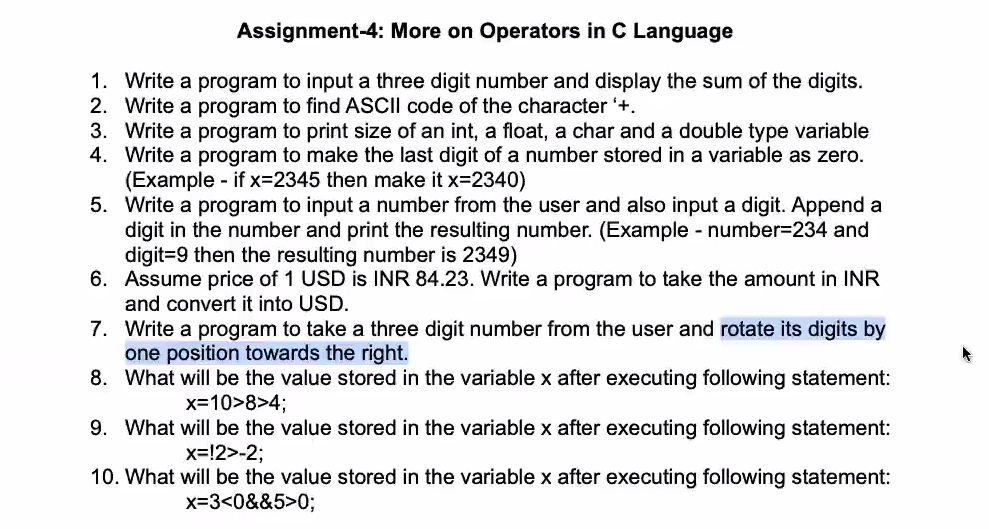 Assignment-4: More on Operators in C Language
1. Write a program to input a three digit number and display the sum of the digits.
2. Write a program to find ASCII code of the character ‘+.
3. Write a program to print size of an int, a float, a char and a double type variable
4. Write a program to make the last digit of a number stored in a variable as zero.
(Example - if x=2345 then make it x=2340)
5. Write a program to input a number from the user and also input a digit. Append a
digit in the number and print the resulting number. (Example - number=234 and
digit=9 then the resulting number is 2349)
6. Assume price of 1 USD is INR 84.23. Write a program to take the amount in INR
and convert it into USD.
7. Write a program to take a three digit number from the user and rotate its digits by
one position towards the right.
8. What will be the value stored in the variable x after executing following statement:
x=10>8>4;
9. What will be the value stored in the variable x after executing following statement:
x=!2>-2;
10. What will be the value stored in the variable x after executing following statement:
x=3<0&&5>0;